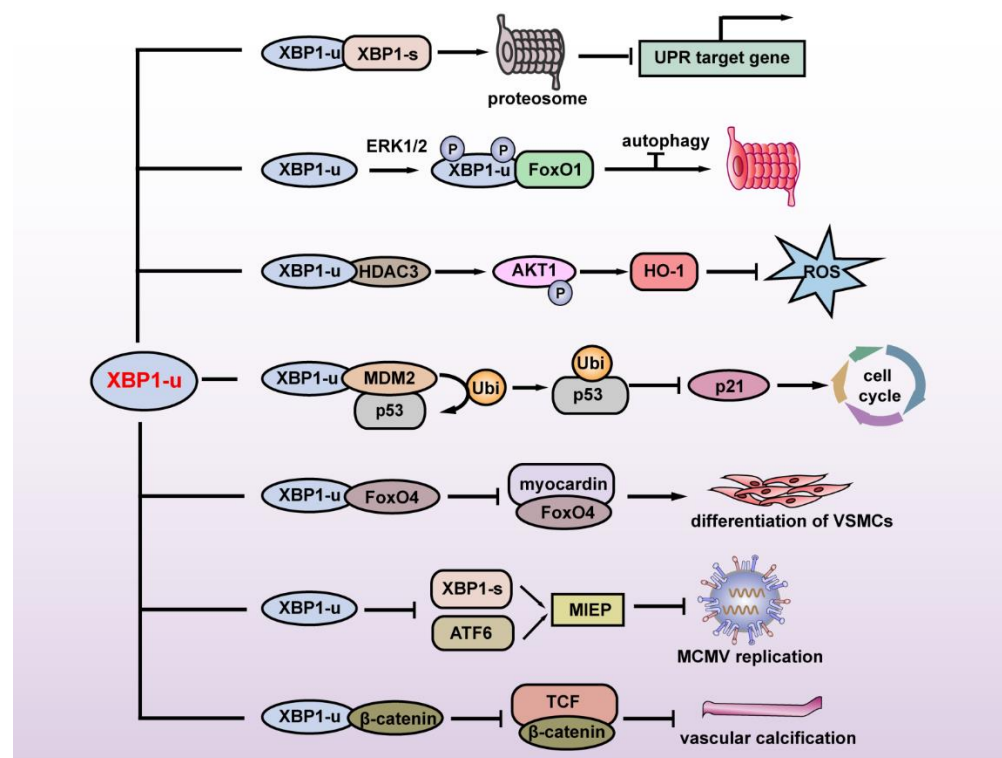 XBP1-u XBP1-s
proteosome
UPR target gene
XBP1-u
ERK1/2
P P
XBP1-u FoxO1
autophagy
XBP1-u HDAC3
AKT1
P
HO-1
ROS
XBP1-u
XBP1-u MDM2
p53
Ubi
Ubi
p53
p21
cell
cycle
XBP1-u FoxO4
myocardin
FoxO4
differentiation of VSMCs
XBP1-u
XBP1-s
ATF6
MIEP
MCMV replication
XBP1-u β-catenin
TCF
β-catenin
vascular calcification